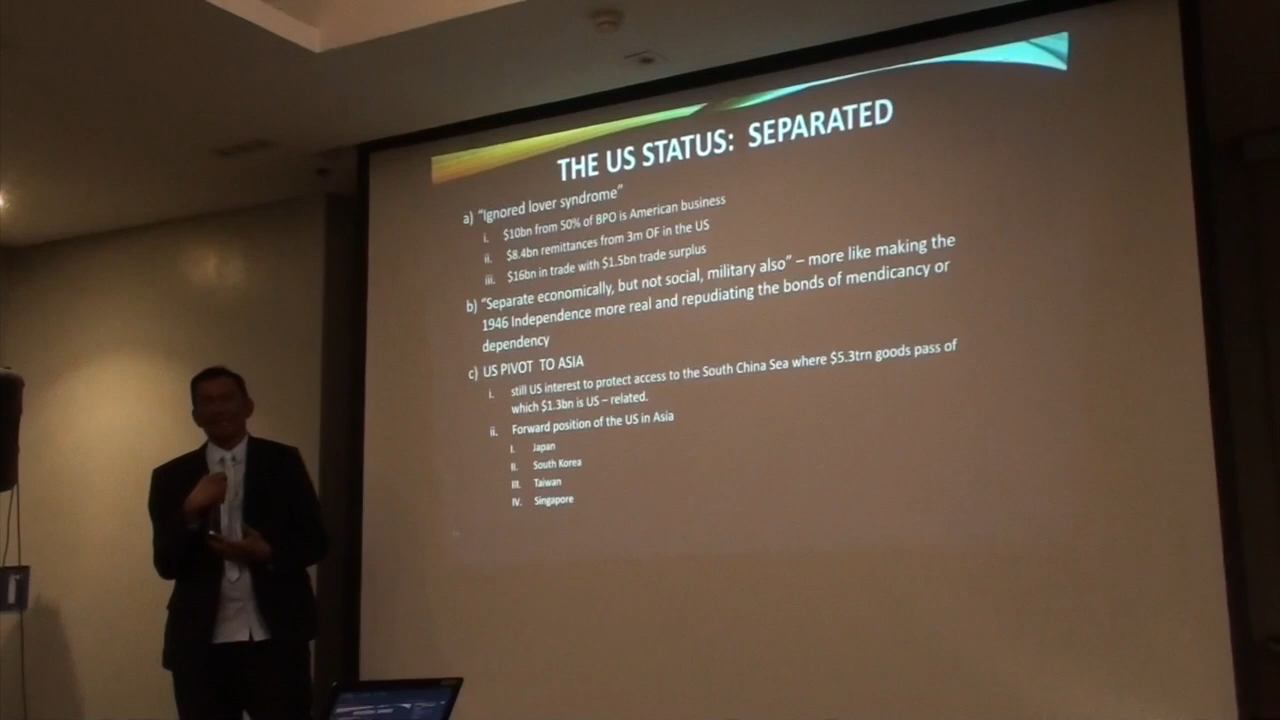 THE US STATUS: SEPARATED
a) “Ignored lover syndrome”
i. $10bn from 50% of BPO is American business
ii. $8.4bn remittances from 3m OF in the US
iii. $16bn in trade with $1.5bn trade surplus
b) “Separate economically, but not social, military also” – more like making the
1946 Independence more real and repudiating the bonds of mendicancy or
dependency
c) US PIVOT TO ASIA
i. still US interest to protect access to the South China Sea where $5.3trn goods pass of
which $1.3bn is US – related.
ii. Forward position of the US in Asia
I. Japan
II. South Korea
III. Taiwan
IV. Singapore